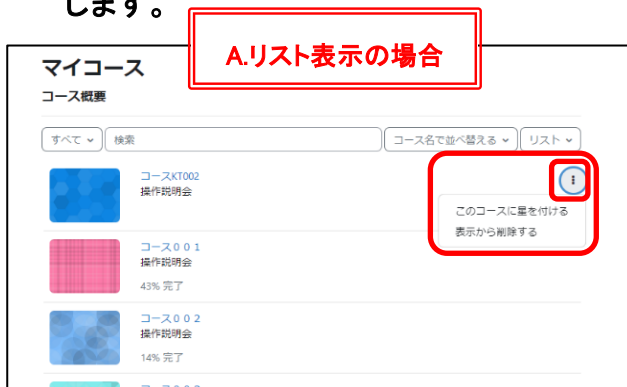 します。
A.リスト表示の場合
マイコース
コース概要
すべて 検索 コース名で並べ替える リスト
コースKT002
操作説明会
このコースに星を付ける
表示から削除する
コース００１
操作説明会
43% 完了
コース００２
操作説明会
14% 完了